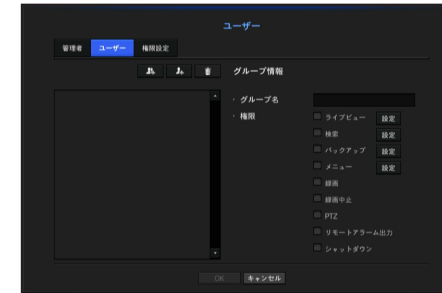 ユーザー
管理者 ユーザー 権限設定
グループ情報
・グループ名
・権限
ライブビュー 設定
検索 設定
バックアップ 設定
メニュー 設定
録画
録画中止
PTZ
リモートアラーム出力
シャットダウン
OK キャンセル